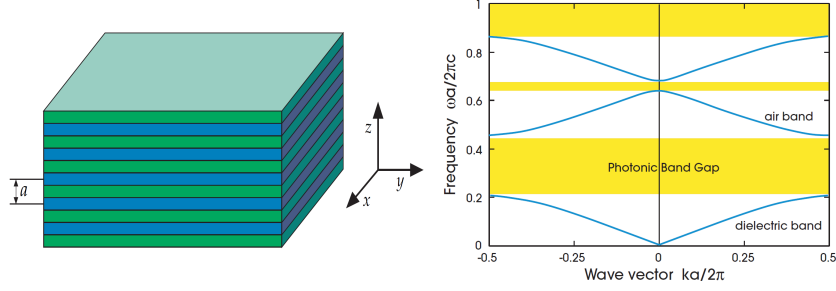 a
z
y
x
Frequency ωa/2πc
1
0.8
0.6
0.4
0.2
0
air band
Photonic Band Gap
dielectric band
-0.5
-0.25
0
0.25
0.5
Wave vector ka/2π